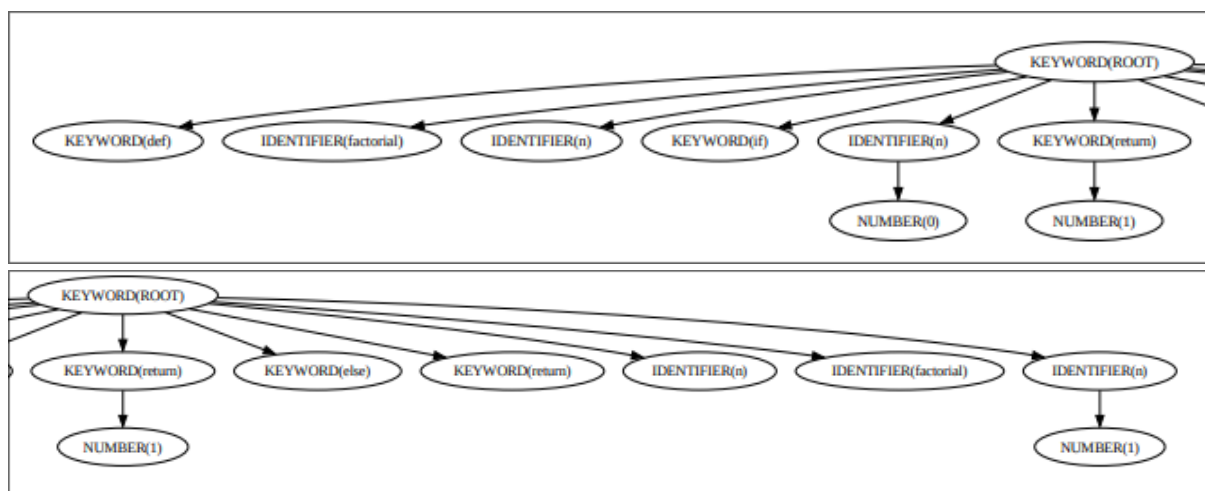 KEYWORD(ROOT)
KEYWORD(def) IDENTIFIER(factorial) IDENTIFIER(n) KEYWORD(if) IDENTIFIER(n) KEYWORD(return)
NUMBER(0) NUMBER(1)
KEYWORD(ROOT)
KEYWORD(return) KEYWORD(else) KEYWORD(return) IDENTIFIER(n) IDENTIFIER(factorial) IDENTIFIER(n)
NUMBER(1) NUMBER(1)